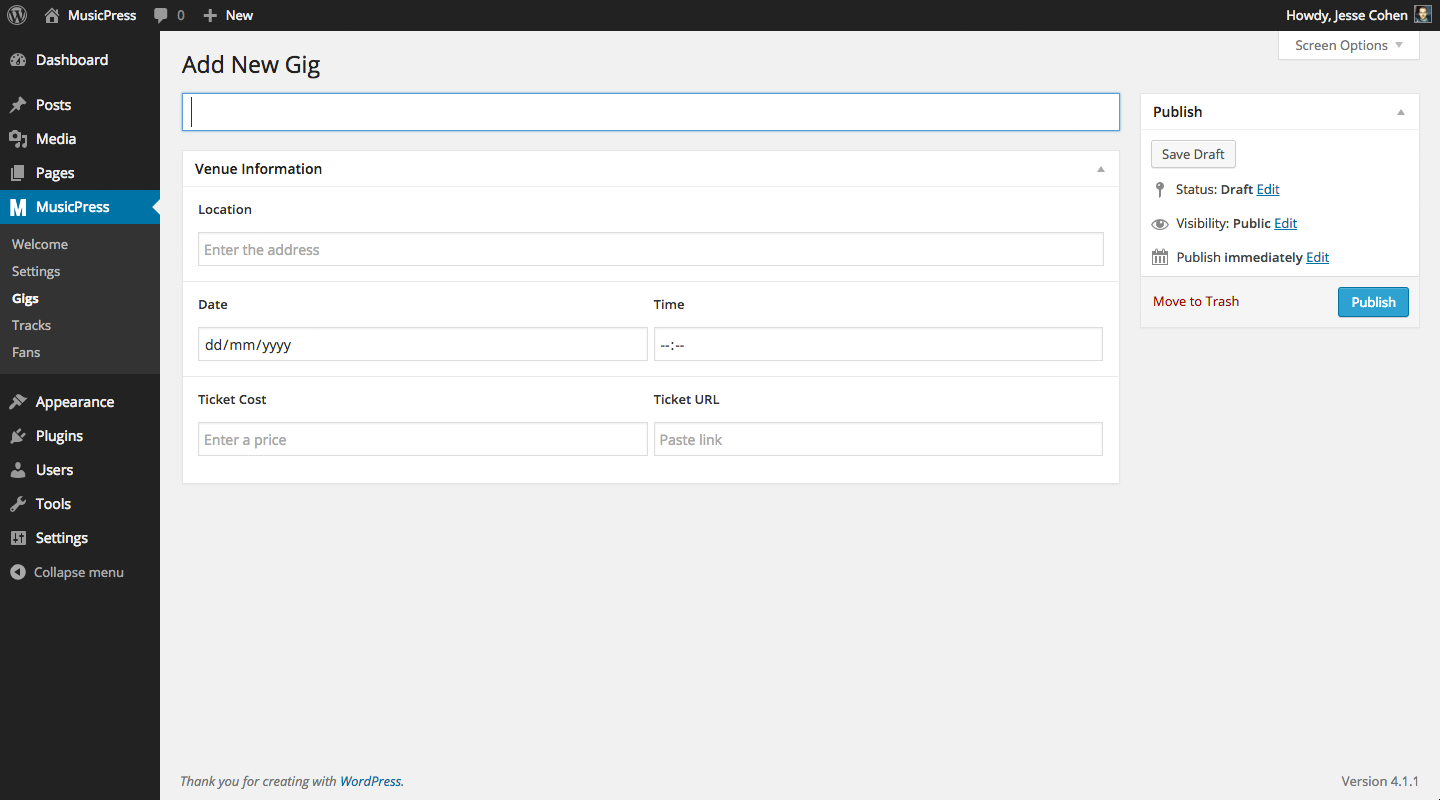 MusicPress 0 New Howdy, Jesse Cohen
Screen Options
Dashboard
Posts
Media
Pages
MusicPress
Welcome
Settings
Gigs
Tracks
Fans
Appearance
Plugins
Users
Tools
Settings
Collapse menu
Add New Gig
Venue Information
Location
Enter the address
Date Time
dd/mm/yyyy --:--
Ticket Cost Ticket URL
Enter a price Paste link
Publish
Save Draft
Status: Draft Edit
Visibility: Public Edit
Publish immediately Edit
Move to Trash Publish
Thank you for creating with WordPress. Version 4.1.1